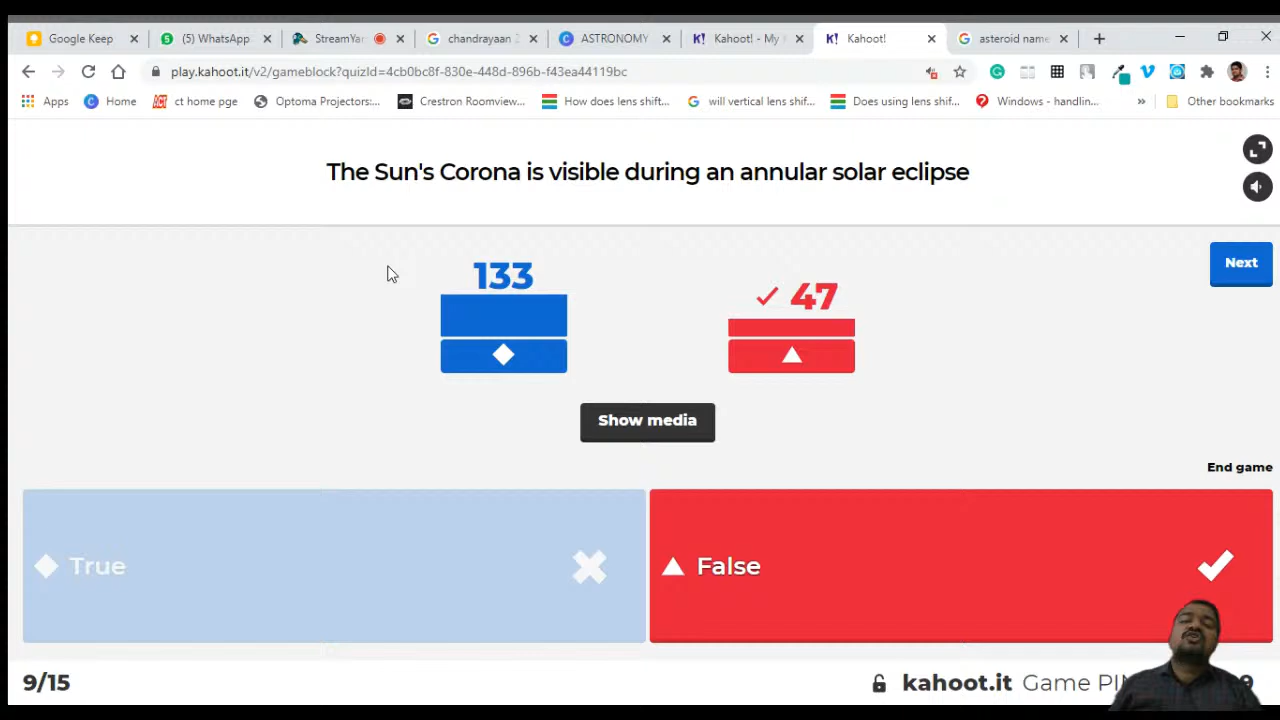 Google Keep
(5) WhatsApp
StreamYar
chandrayaan 2
ASTRONOMY
Kahoot! - My K
Kahoot!
asteroid name
play.kahoot.it/v2/gameblock?quizId=4cb0bc8f-830e-448d-896b-f43ea44119bc
Apps
Home
ct home pge
Optoma Projectors:...
Crestron Roomview...
How does lens shift...
will vertical lens shif...
Does using lens shif...
Windows - handlin...
»
Other bookmarks
The Sun's Corona is visible during an annular solar eclipse
133
47
Next
Show media
End game
True
False
9/15
kahoot.it Game PIN